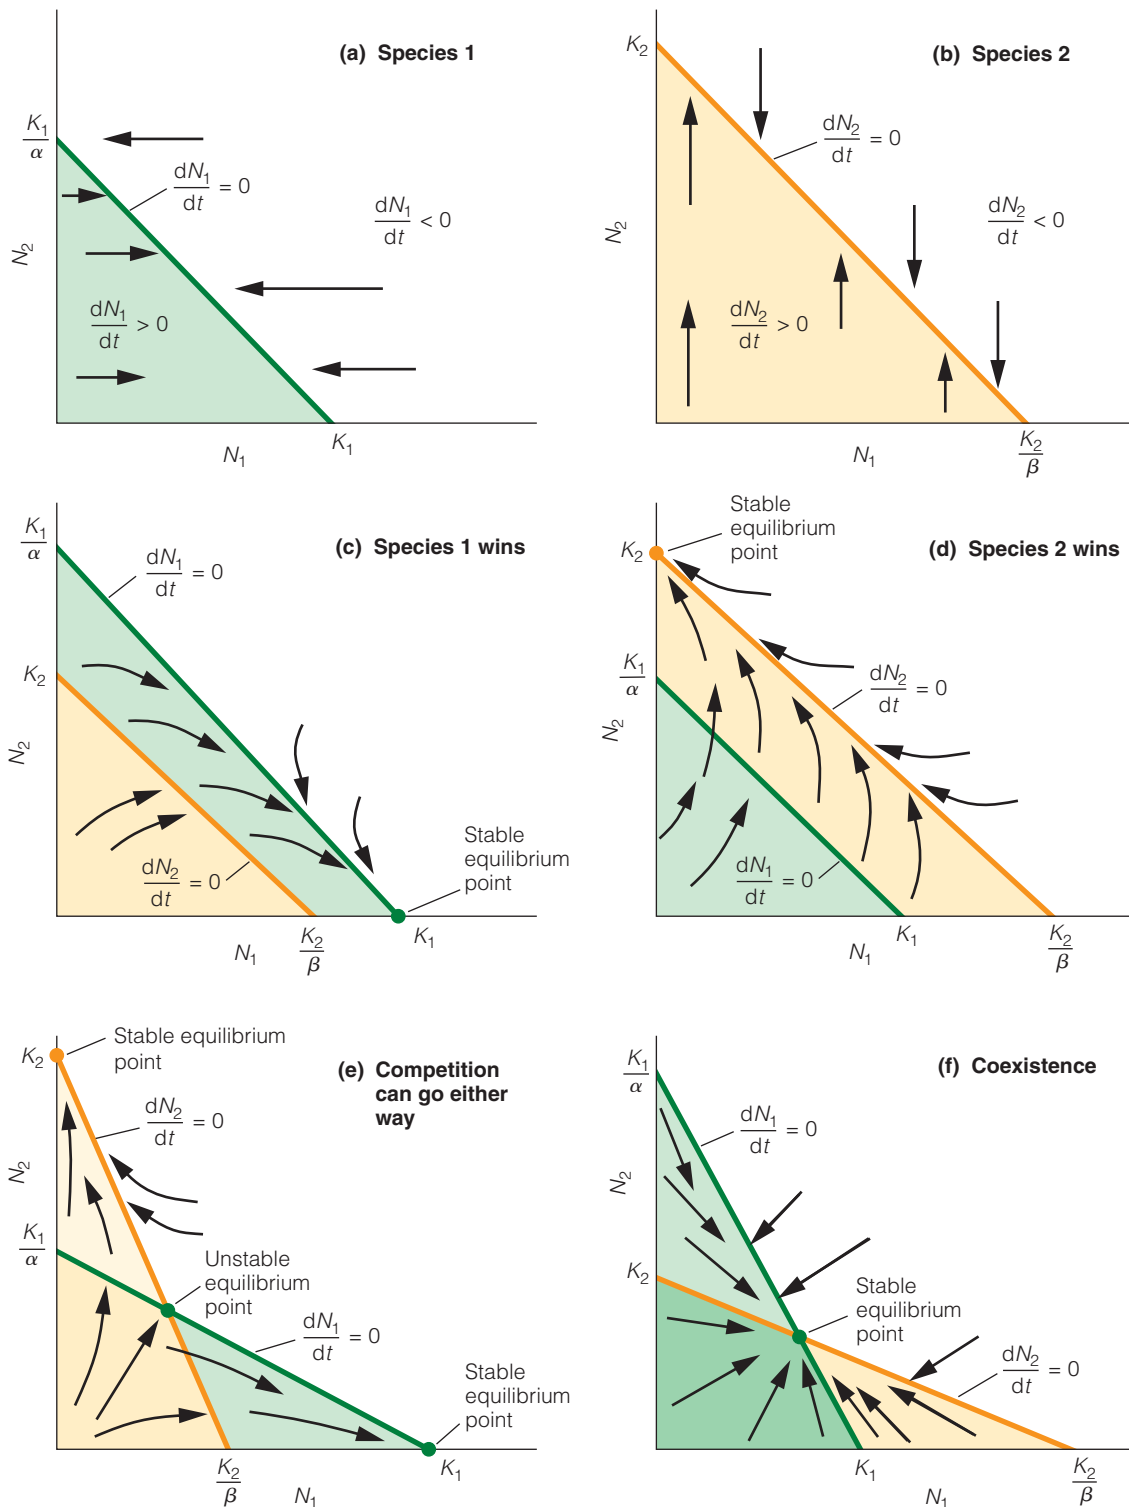 (a) Species 1
K1
α
dN1
dt = 0
dN1
dt < 0
N2
dN1
dt > 0
K1
N1
(b) Species 2
K2
dN2
dt = 0
dN2
dt < 0
N2
dN2
dt > 0
N1
K2
β
(c) Species 1 wins
K1
α
dN1
dt = 0
K2
N2
dN2
dt = 0
Stable
equilibrium
point
N1
K2
β
K1
(d) Species 2 wins
Stable
equilibrium
point
K2
K1
α
dN2
dt = 0
N2
dN1
dt = 0
N1
K1
K2
β
(e) Competition
can go either
way
Stable equilibrium
point
K2
dN2
dt = 0
N2
K1
α
Unstable
equilibrium
point
dN1
dt = 0
Stable
equilibrium
point
K2
β
N1
K1
(f) Coexistence
K1
α
dN1
dt = 0
N2
K2
Stable
equilibrium
point
dN2
dt = 0
K1
N1
K2
β